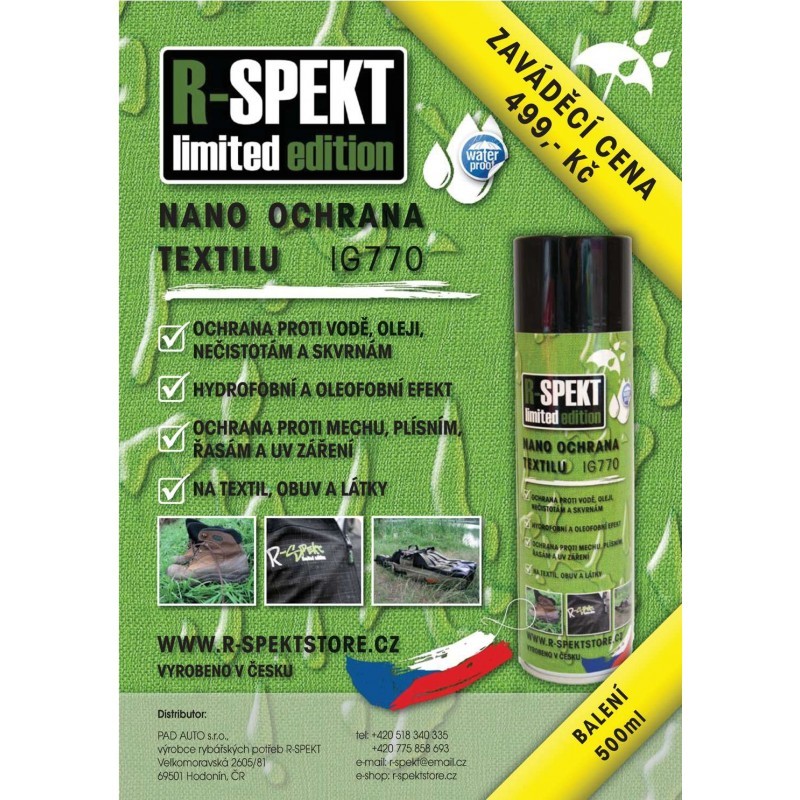 R-SPEKT
limited edition
water
proof
ZAVÁDĚCÍ CENA
499,- Kč
NANO OCHRANA
TEXTILU IG770
OCHRANA PROTI VODĚ, OLEJI,
NEČISTOTÁM A SKVRNÁM
HYDROFOBNÍ A OLEOFOBNÍ EFEKT
OCHRANA PROTI MECHU, PLÍSNÍM,
ŘASÁM A UV ZÁŘENÍ
NA TEXTIL, OBUV A LÁTKY
R-SPEKT
WWW.R-SPEKTSTORE.CZ
VYROBENO V ČESKU
R-SPEKT
limited edition
NANO OCHRANA
TEXTILU IG770
OCHRANA PROTI VODĚ, OLEJI,
NEČISTOTÁM A SKVRNÁM
HYDROFOBNÍ A OLEOFOBNÍ EFEKT
OCHRANA PROTI MECHU, PLÍSNÍM,
ŘASÁM A UV ZÁŘENÍ
NA TEXTIL, OBUV A LÁTKY
R-SPEKT
R-SPEKTSTORE.CZ
VYROBENO V ČESKU
BALENÍ
500ml
Distributor:
PAD AUTO s.r.o.,
výrobce rybářských potřeb R-SPEKT
Velkomoravská 2605/81
69501 Hodonín, ČR
tel: +420 518 340 335
+420 775 858 693
e-mail: r-spekt@email.cz
e-shop: r-spektstore.cz